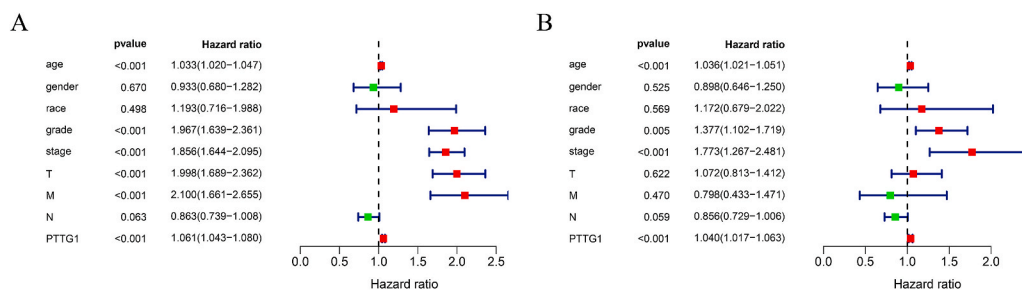 A
pvalue Hazard ratio
age <0.001 1.033(1.020−1.047)
gender 0.670 0.933(0.680−1.282)
race 0.498 1.193(0.716−1.988)
grade <0.001 1.967(1.639−2.361)
stage <0.001 1.856(1.644−2.095)
T <0.001 1.998(1.689−2.362)
M <0.001 2.100(1.661−2.655)
N 0.063 0.863(0.739−1.008)
PTTG1 <0.001 1.061(1.043−1.080)
0.0 0.5 1.0 1.5 2.0 2.5
Hazard ratio
B
pvalue Hazard ratio
age <0.001 1.036(1.021−1.051)
gender 0.525 0.898(0.646−1.250)
race 0.569 1.172(0.679−2.022)
grade 0.005 1.377(1.102−1.719)
stage <0.001 1.773(1.267−2.481)
T 0.622 1.072(0.813−1.412)
M 0.470 0.798(0.433−1.471)
N 0.059 0.856(0.729−1.006)
PTTG1 <0.001 1.040(1.017−1.063)
0.0 0.5 1.0 1.5 2.0
Hazard ratio